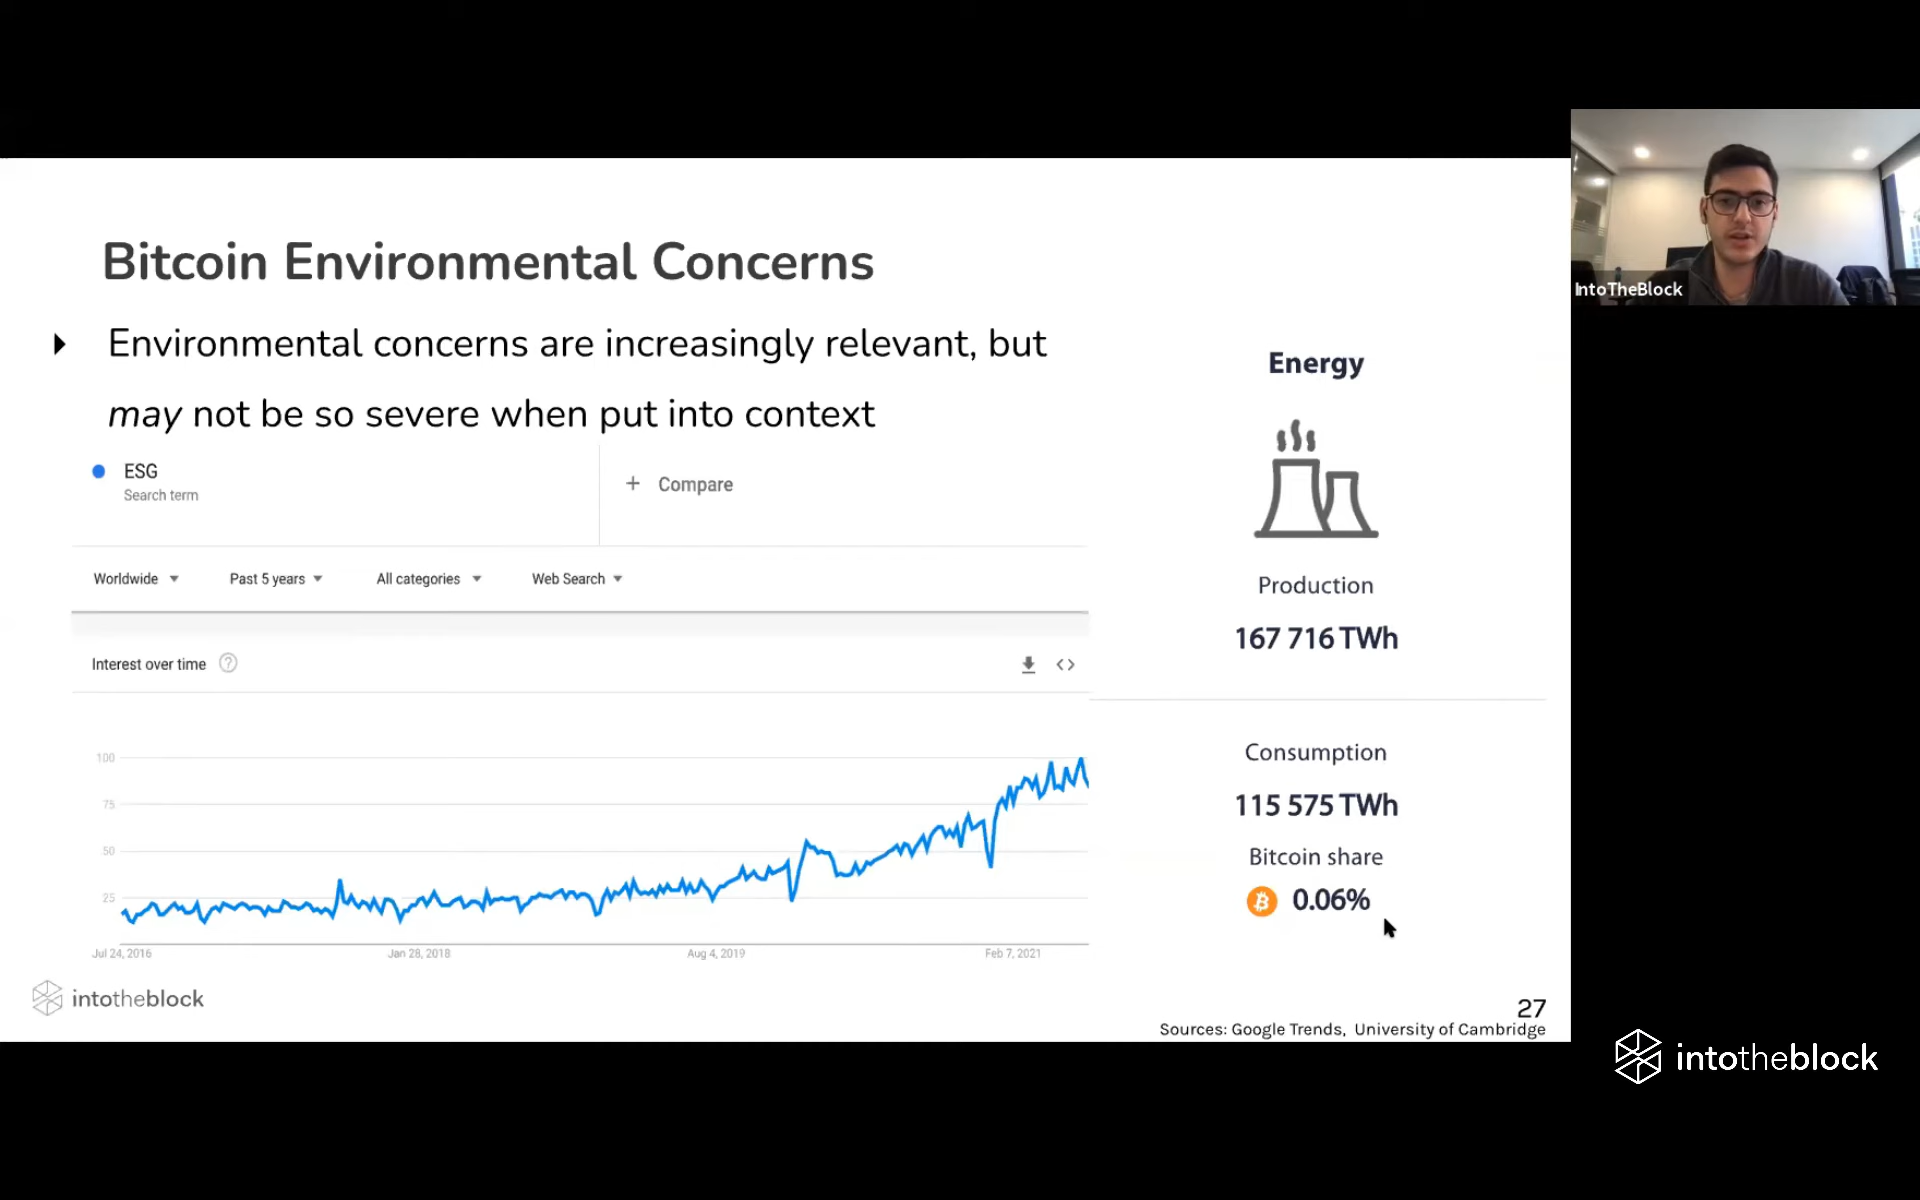 Bitcoin Environmental Concerns
Environmental concerns are increasingly relevant, but
may not be so severe when put into context
ESG
Search term
+ Compare
Worldwide
Past 5 years
All categories
Web Search
Interest over time ?
100
75
50
25
Jul 24, 2016
Jan 28, 2018
Aug 4, 2019
Feb 7, 2021
Energy
Production
167 716 TWh
Consumption
115 575 TWh
Bitcoin share
0.06%
intotheblock
27
Sources: Google Trends, University of Cambridge
IntoTheBlock
intotheblock